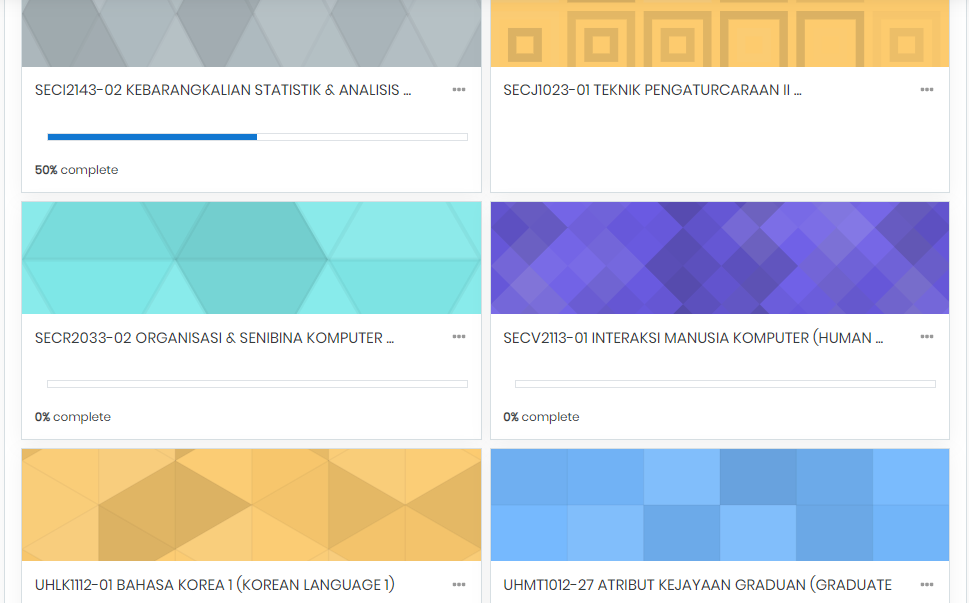 SECI2143-02 KEBARANGKALIAN STATISTIK & ANALISIS ...
SECJ1023-01 TEKNIK PENGATURCARAAN II ...
50% complete
SECR2033-02 ORGANISASI & SENIBINA KOMPUTER ...
SECV2113-01 INTERAKSI MANUSIA KOMPUTER (HUMAN ...
0% complete
0% complete
UHLK1112-01 BAHASA KOREA 1 (KOREAN LANGUAGE 1)
UHMT1012-27 ATRIBUT KEJAYAAN GRADUAN (GRADUATE